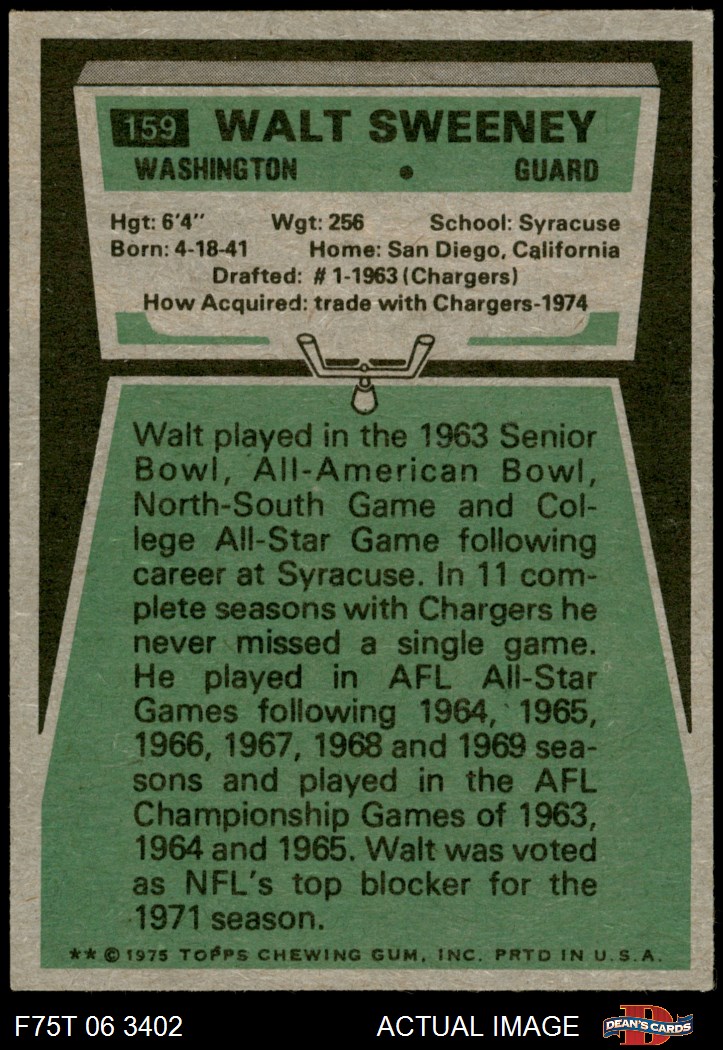 159 WALT SWEENEY
WASHINGTON • GUARD
Hgt: 6'4" Wgt: 256 School: Syracuse
Born: 4-18-41 Home: San Diego, California
Drafted: #1-1963 (Chargers)
How Acquired: trade with Chargers-1974
Walt played in the 1963 Senior
Bowl, All-American Bowl,
North-South Game and Col-
lege All-Star Game following
career at Syracuse. In 11 com-
plete seasons with Chargers he
never missed a single game.
He played in AFL All-Star
Games following 1964, 1965,
1966, 1967, 1968 and 1969 sea-
sons and played in the AFL
Championship Games of 1963,
1964 and 1965. Walt was voted
as NFL's top blocker for the
1971 season.
** © 1975 TOPPS CHEWING GUM, INC. PRTD IN U.S.A.
F75T 06 3402 ACTUAL IMAGE DEAN'S CARDS